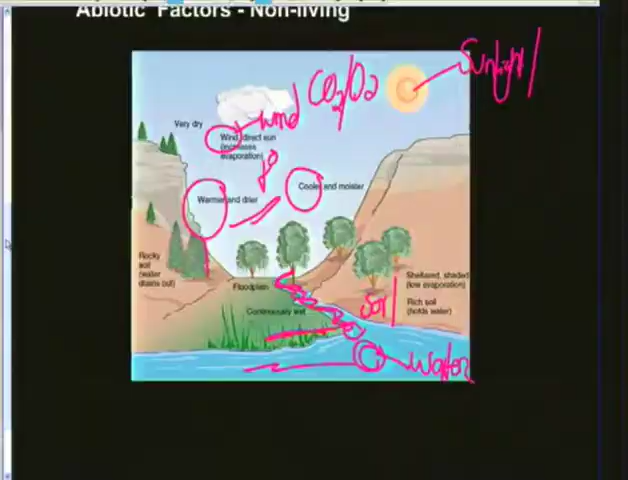 Abiotic Factors - Non-living
Sunlight
CO2/O2
wind
Very dry
Wind, direct sun
(increases
evaporation)
Cooler and moister
Warmer and drier
Rocky
soil (water
drains out)
Sheltered, shaded
(low evaporation)
Floodplain
Rich soil
(holds water)
Continuously wet
Soil
Water